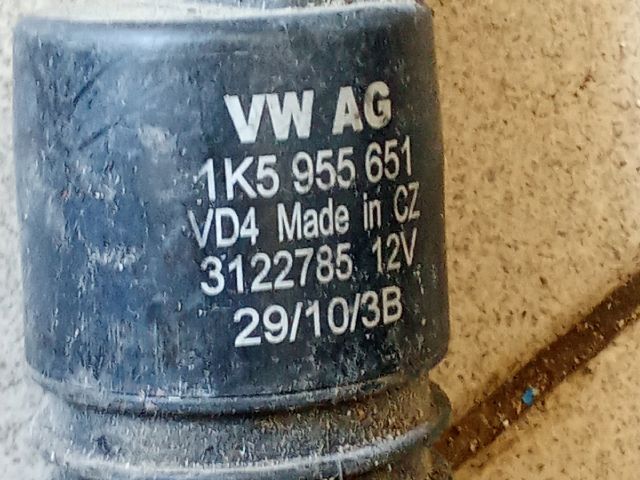 VW AG
1K5 955 651
VD4 Made in CZ
3122785 12V
29/10/3B